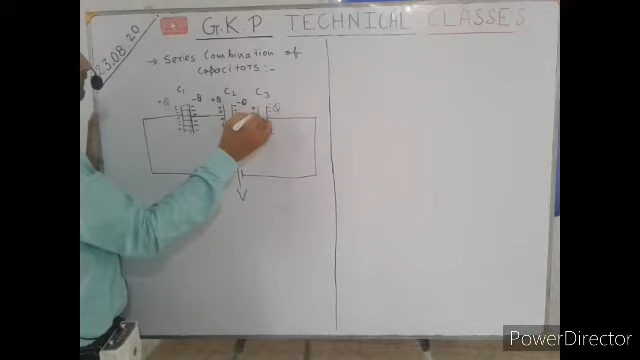 23.08.20
G.K.P TECHNICAL CLASSES
→ Series Combination of
Capacitors:-
C1 C2 C3
+Q -Q +Q -Q -Q
V
PowerDirector